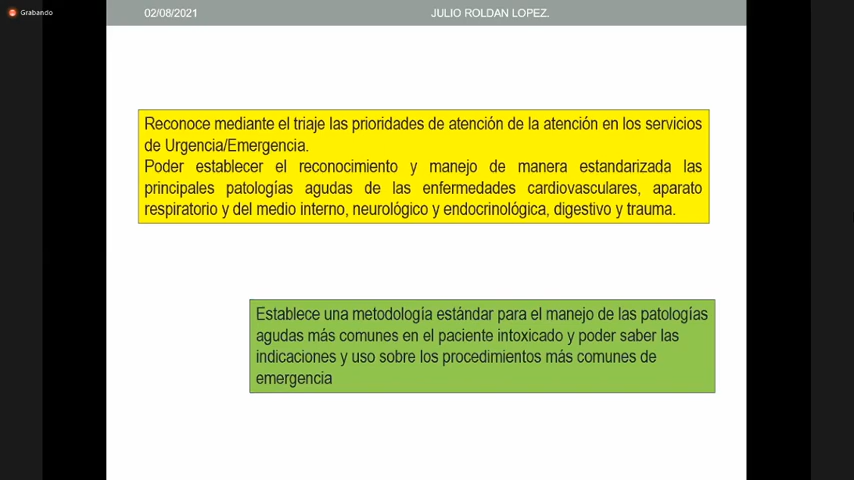 Grabando
02/08/2021
JULIO ROLDAN LOPEZ.
Reconoce mediante el triaje las prioridades de atención de la atención en los servicios
de Urgencia/Emergencia.
Poder establecer el reconocimiento y manejo de manera estandarizada las
principales patologías agudas de las enfermedades cardiovasculares, aparato
respiratorio y del medio interno, neurológico y endocrinológica, digestivo y trauma.
Establece una metodología estándar para el manejo de las patologías
agudas más comunes en el paciente intoxicado y poder saber las
indicaciones y uso sobre los procedimientos más comunes de
emergencia